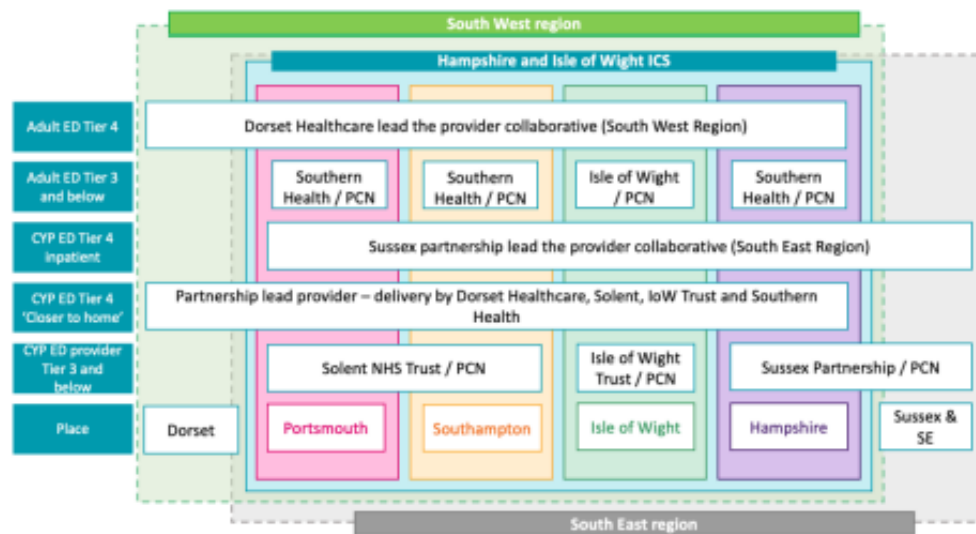 South West region
Hampshire and Isle of Wight ICS
Adult ED Tier 4
Dorset Healthcare lead the provider collaborative (South West Region)
Adult ED Tier 3
and below
Southern
Health / PCN
Southern
Health / PCN
Isle of Wight
/ PCN
Southern
Health / PCN
CYP ED Tier 4
inpatient
Sussex partnership lead the provider collaborative (South East Region)
CYP ED Tier 4
'Closer to home'
Partnership lead provider – delivery by Dorset Healthcare, Solent, IoW Trust and Southern
Health
CYP ED provider
Tier 3 and
below
Solent NHS Trust / PCN
Isle of Wight
Trust / PCN
Sussex Partnership / PCN
Place
Dorset
Portsmouth
Southampton
Isle of Wight
Hampshire
Sussex &
SE
South East region